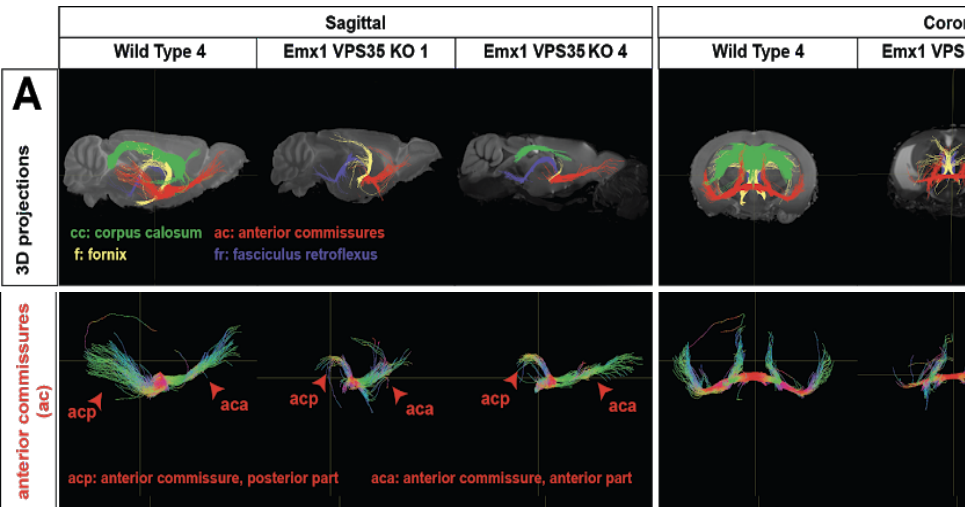 Sagittal
Coror
Wild Type 4
Emx1 VPS35 KO 1
Emx1 VPS35 KO 4
Wild Type 4
Emx1 VPS
A
3D projections
cc: corpus calosum
ac: anterior commissures
f: fornix
fr: fasciculus retroflexus
anterior commissures
(ac)
acp
aca
acp
aca
acp
aca
acp: anterior commissure, posterior part
aca: anterior commissure, anterior part